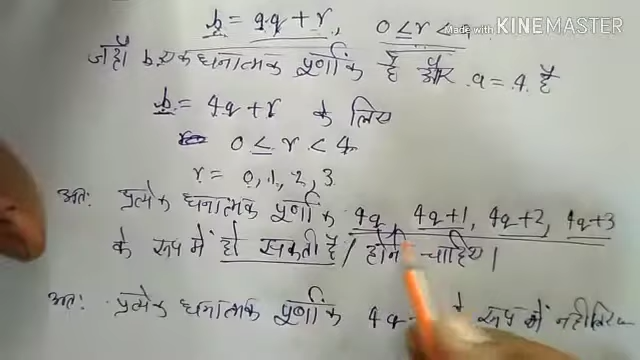 Made with KINEMASTER
b = aq + r, 0 ≤ r <
जहाँ b एक धनात्मक पूर्णांक है और a = 4 है
b = 4q + r के लिए
0 ≤ r < 4
r = 0, 1, 2, 3
अतः प्रत्येक धनात्मक पूर्णांक 4q, 4q+1, 4q+2, 4q+3
के रूप में हो सकती है / होनी चाहिए।
अतः प्रत्येक धनात्मक पूर्णांक 4q रूप में नहीं